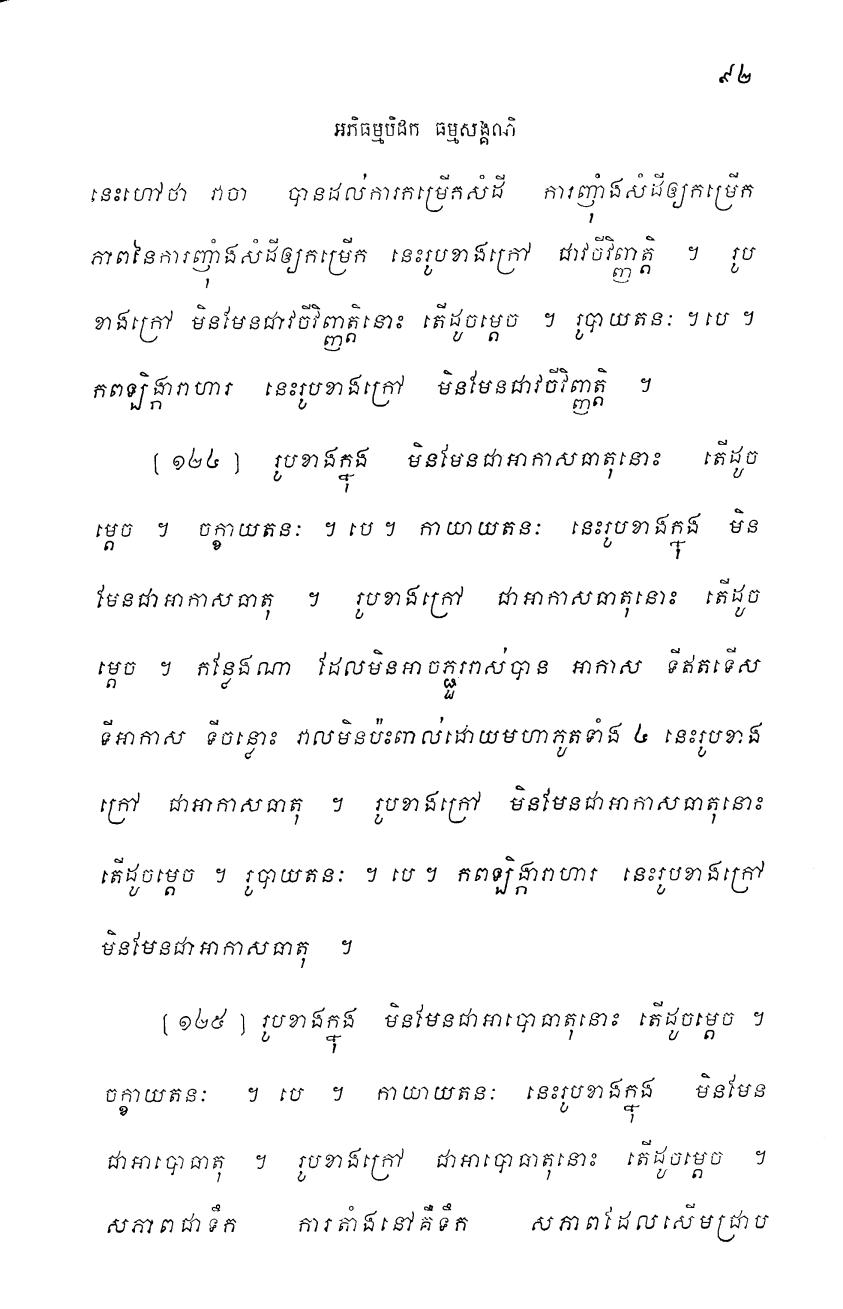 ៩២
អភិធម្មបិដក ធម្មសង្គណិ
នេះហៅថា វាចា បានដល់ការកម្រើកសំដី ការញ៉ាំងសំដីឲ្យកម្រើក
ភាពនៃការញ៉ាំងសំដីឲ្យកម្រើក នេះរូបខាងក្រៅ ជាវចីវិញ្ញត្តិ ។ រូប
ខាងក្រៅ មិនមែនជាវចីវិញ្ញត្តិនោះ តើដូចម្តេច ។ រូបាយតនៈ ។ បេ ។
កពឡ្បិង្ការាហារ នេះរូបខាងក្រៅ មិនមែនជាវចីវិញ្ញត្តិ ។
[ ១២៤ ] រូបខាងក្នុង មិនមែនជាអាកាសធាតុនោះ តើដូច
ម្តេច ។ ចក្ខាយតនៈ ។ បេ ។ កាយាយតនៈ នេះរូបខាងក្នុង មិន
មែនជាអាកាសធាតុ ។ រូបខាងក្រៅ ជាអាកាសធាតុនោះ តើដូច
ម្តេច ។ កន្លែងណា ដែលមិនអាចភ្ជួររាស់បាន អាកាស ទីឥតទើស
ទីអាកាស ទីចន្លោះ វាលមិនប៉ះពាល់ដោយមហាភូតទាំង ៤ នេះរូបខាង
ក្រៅ ជាអាកាសធាតុ ។ រូបខាងក្រៅ មិនមែនជាអាកាសធាតុនោះ
តើដូចម្តេច ។ រូបាយតនៈ ។ បេ ។ កពឡ្បិង្ការាហារ នេះរូបខាងក្រៅ
មិនមែនជាអាកាសធាតុ ។
[ ១២៥ ] រូបខាងក្នុង មិនមែនជាអាបោធាតុនោះ តើដូចម្តេច ។
ចក្ខាយតនៈ ។ បេ ។ កាយាយតនៈ នេះរូបខាងក្នុង មិនមែន
ជាអាបោធាតុ ។ រូបខាងក្រៅ ជាអាបោធាតុនោះ តើដូចម្តេច ។
សភាពជាទឹក ការតាំងនៅគឺទឹក សភាពដែលសើមជ្រាប